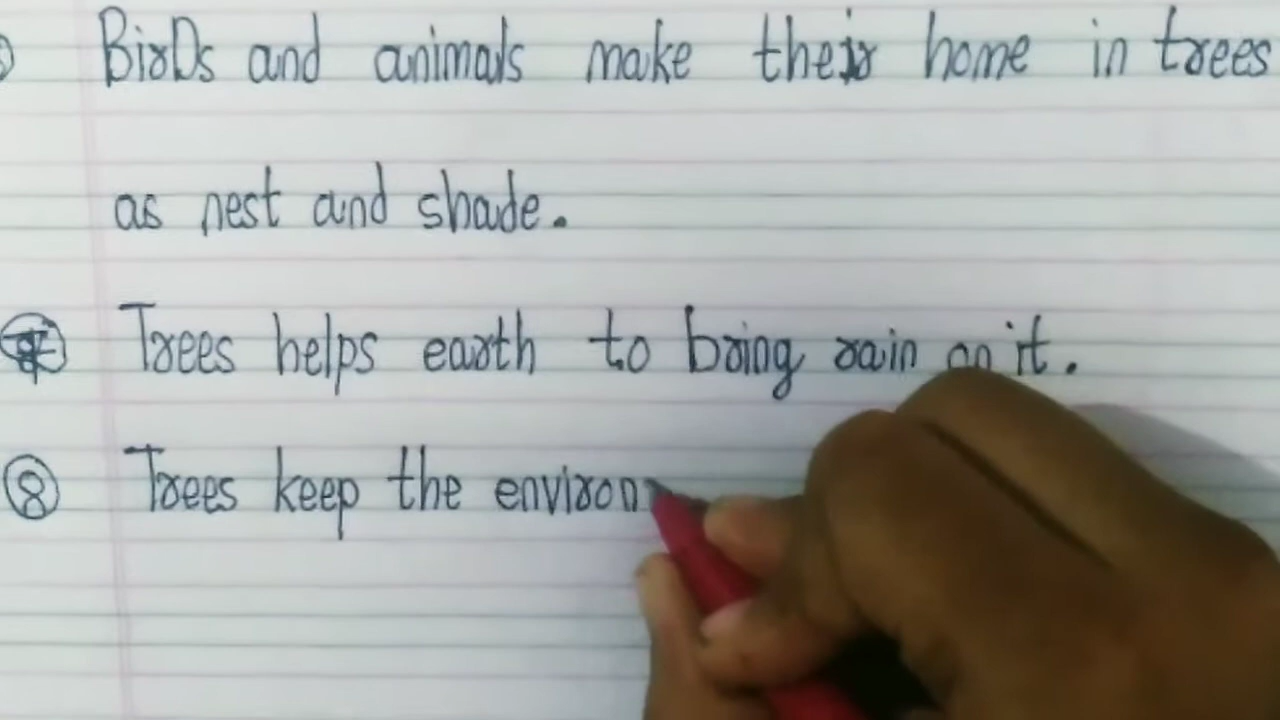 BirDs and animals make their home in trees
as nest and shade.
Trees helps earth to bring rain on it.
8 Trees keep the environ